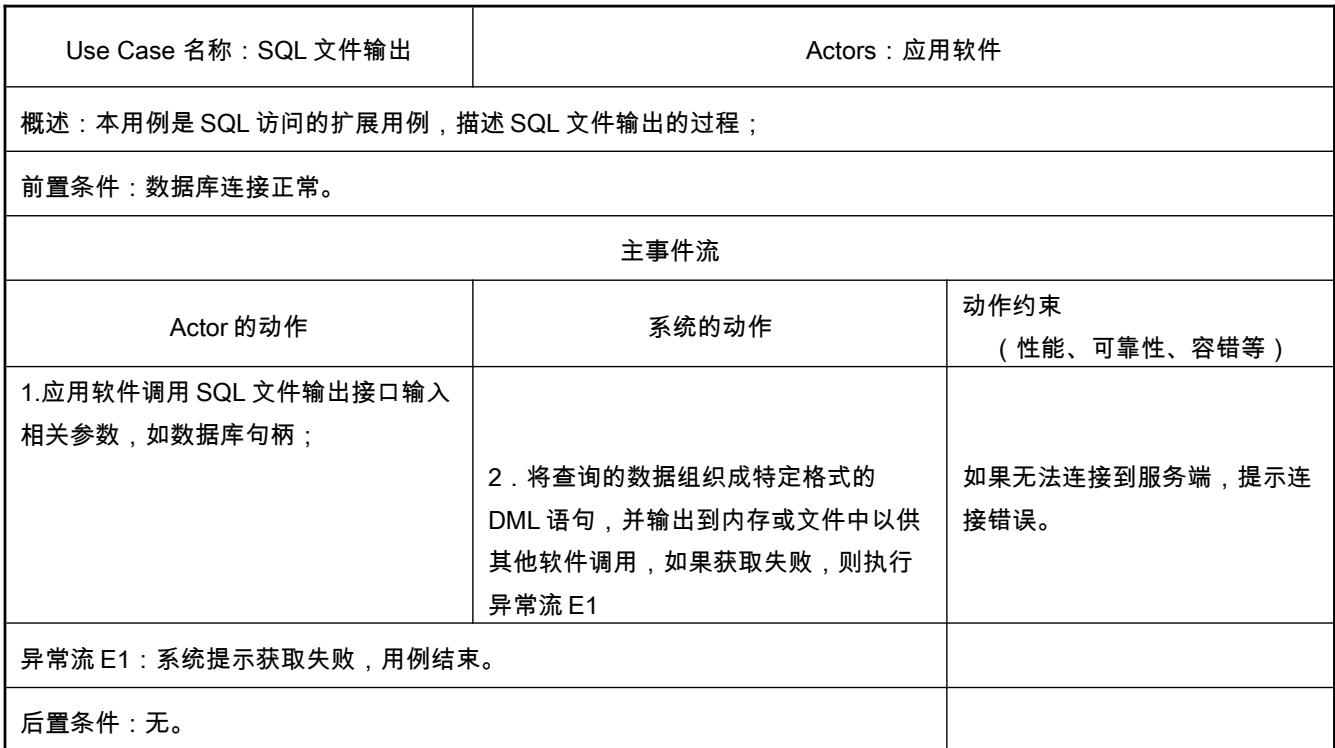 Use Case 名称：SQL 文件输出
Actors：应用软件
概述：本用例是 SQL 访问的扩展用例，描述 SQL 文件输出的过程；
前置条件：数据库连接正常。
主事件流
Actor 的动作
系统的动作
动作约束
（性能、可靠性、容错等）
1.应用软件调用 SQL 文件输出接口输入
相关参数，如数据库句柄；
2．将查询的数据组织成特定格式的
DML 语句，并输出到内存或文件中以供
其他软件调用，如果获取失败，则执行
异常流 E1
如果无法连接到服务端，提示连
接错误。
异常流 E1：系统提示获取失败，用例结束。
后置条件：无。